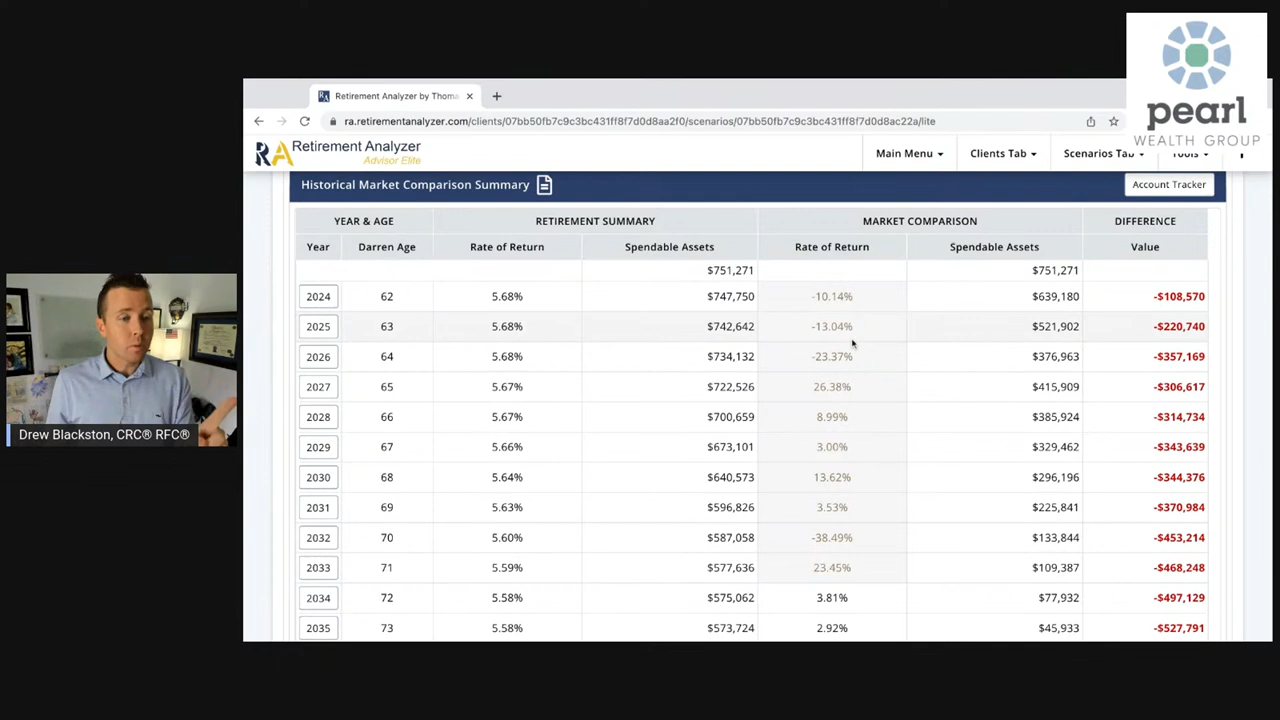 pearl
WEALTH GROUP
Retirement Analyzer by Thoma
ra.retirementanalyzer.com/clients/07bb50fb7c9c3bc431ff8f7d0d8aa2f0/scenarios/07bb50fb7c9c3bc431ff8f7d0d8ac22a/lite
RA Retirement Analyzer
Advisor Elite
Main Menu Clients Tab Scenarios Tab Tools
Historical Market Comparison Summary Account Tracker
YEAR & AGE RETIREMENT SUMMARY MARKET COMPARISON DIFFERENCE
Year Darren Age Rate of Return Spendable Assets Rate of Return Spendable Assets Value
$751,271 $751,271
2024 62 5.68% $747,750 -10.14% $639,180 -$108,570
2025 63 5.68% $742,642 -13.04% $521,902 -$220,740
2026 64 5.68% $734,132 -23.37% $376,963 -$357,169
2027 65 5.67% $722,526 26.38% $415,909 -$306,617
2028 66 5.67% $700,659 8.99% $385,924 -$314,734
2029 67 5.66% $673,101 3.00% $329,462 -$343,639
2030 68 5.64% $640,573 13.62% $296,196 -$344,376
2031 69 5.63% $596,826 3.53% $225,841 -$370,984
2032 70 5.60% $587,058 -38.49% $133,844 -$453,214
2033 71 5.59% $577,636 23.45% $109,387 -$468,248
2034 72 5.58% $575,062 3.81% $77,932 -$497,129
2035 73 5.58% $573,724 2.92% $45,933 -$527,791
Drew Blackston, CRC® RFC®